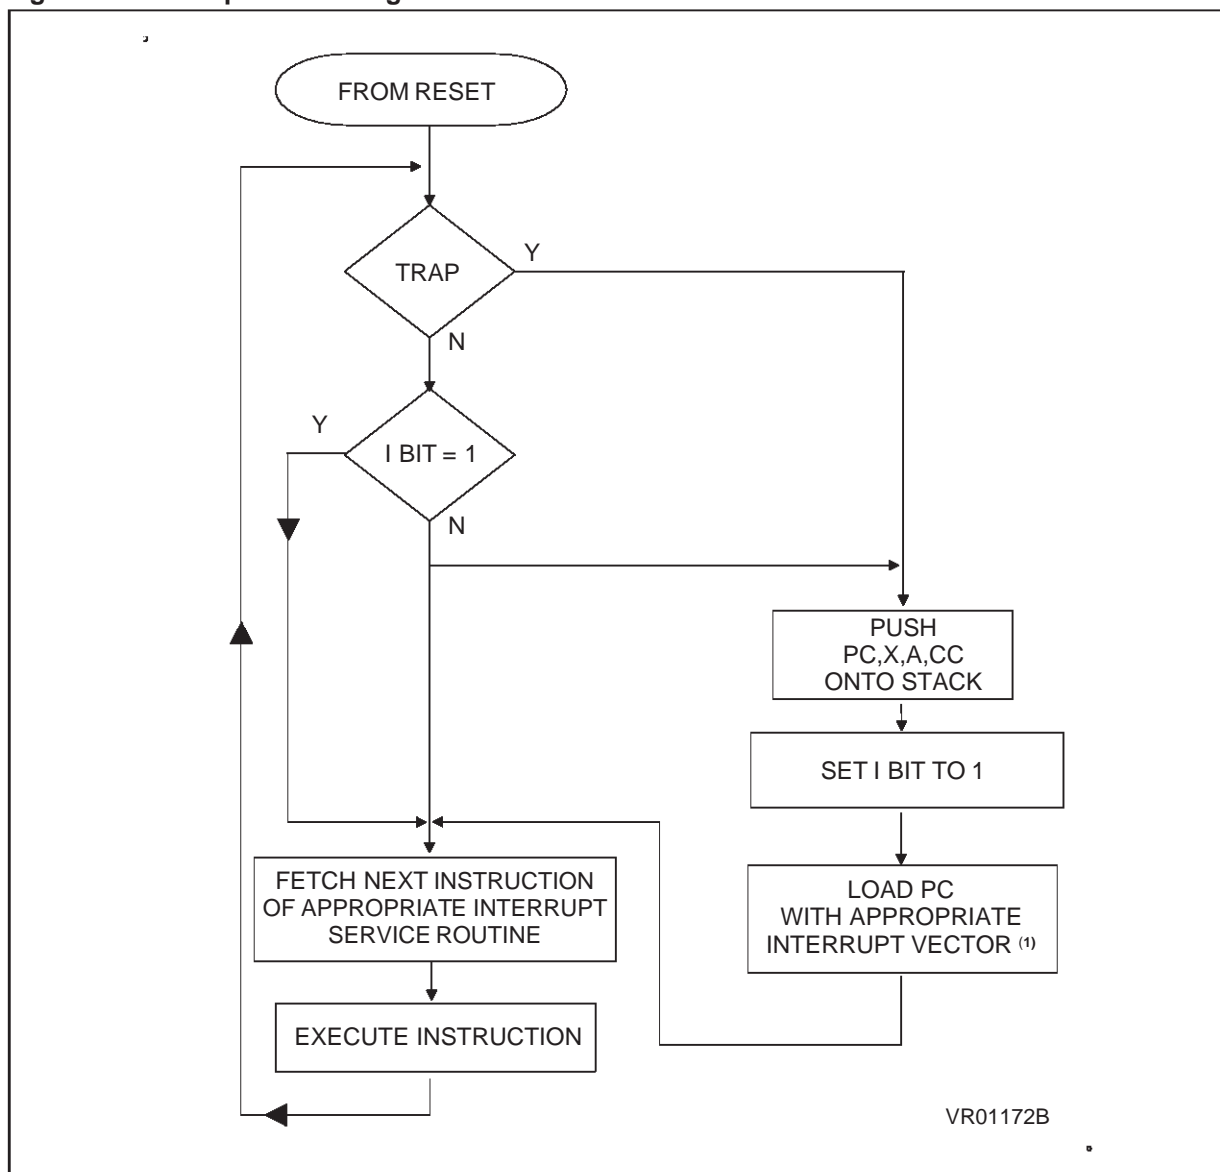 FROM RESET
TRAP
Y
N
Y
I BIT = 1
N
PUSH
PC,X,A,CC
ONTO STACK
SET I BIT TO 1
FETCH NEXT INSTRUCTION
OF APPROPRIATE INTERRUPT
SERVICE ROUTINE
LOAD PC
WITH APPROPRIATE
INTERRUPT VECTOR (1)
EXECUTE INSTRUCTION
VR01172B